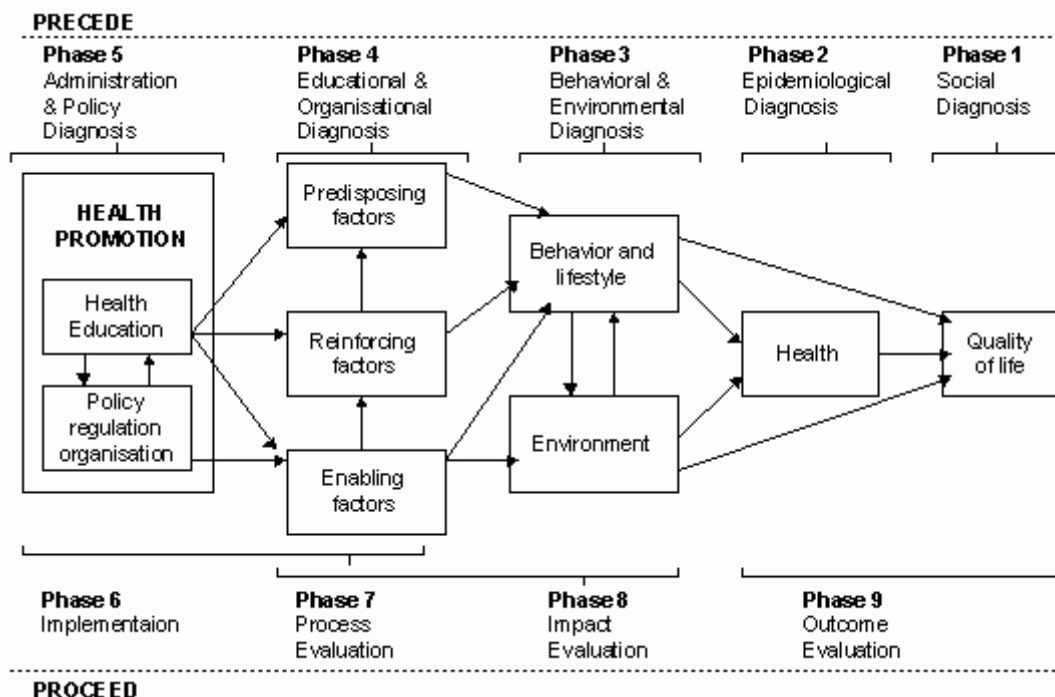 PRECEDE
Phase 5
Administration
& Policy
Diagnosis
Phase 4
Educational &
Organisational
Diagnosis
Phase 3
Behavioral &
Environmental
Diagnosis
Phase 2
Epidemiological
Diagnosis
Phase 1
Social
Diagnosis
HEALTH
PROMOTION
Health
Education
Policy
regulation
organisation
Predisposing
factors
Reinforcing
factors
Enabling
factors
Behavior and
lifestyle
Environment
Health
Quality
of life
Phase 6
Implementaion
Phase 7
Process
Evaluation
Phase 8
Impact
Evaluation
Phase 9
Outcome
Evaluation
PROCEED